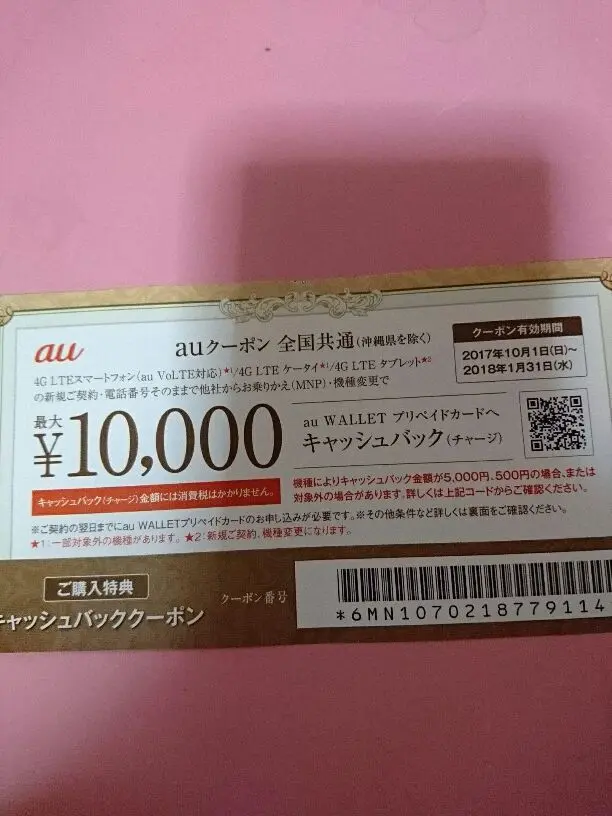 au
auクーポン 全国共通(沖縄県を除く)
クーポン有効期間
2017年10月1日(日)~
2018年1月31日(水)
4G LTEスマートフォン(au VoLTE対応)★1/4G LTE ケータイ★1/4G LTE タブレット★2
の新規ご契約・電話番号そのままで他社からお乗りかえ(MNP)・機種変更で
最大
¥10,000
au WALLET プリペイドカードへ
キャッシュバック(チャージ)
キャッシュバック(チャージ)金額には消費税はかかりません。
機種によりキャッシュバック金額が5,000円、500円の場合、または
対象外の場合があります。詳しくは上記コードからご確認ください。
※ご契約の翌日までにau WALLETプリペイドカードのお申し込みが必要です。※その他条件など詳しくは裏面をご確認ください。
★1:一部対象外の機種があります。★2:新規ご契約、機種変更になります。
ご購入特典
キャッシュバッククーポン
クーポン番号
*6MN1070218779114